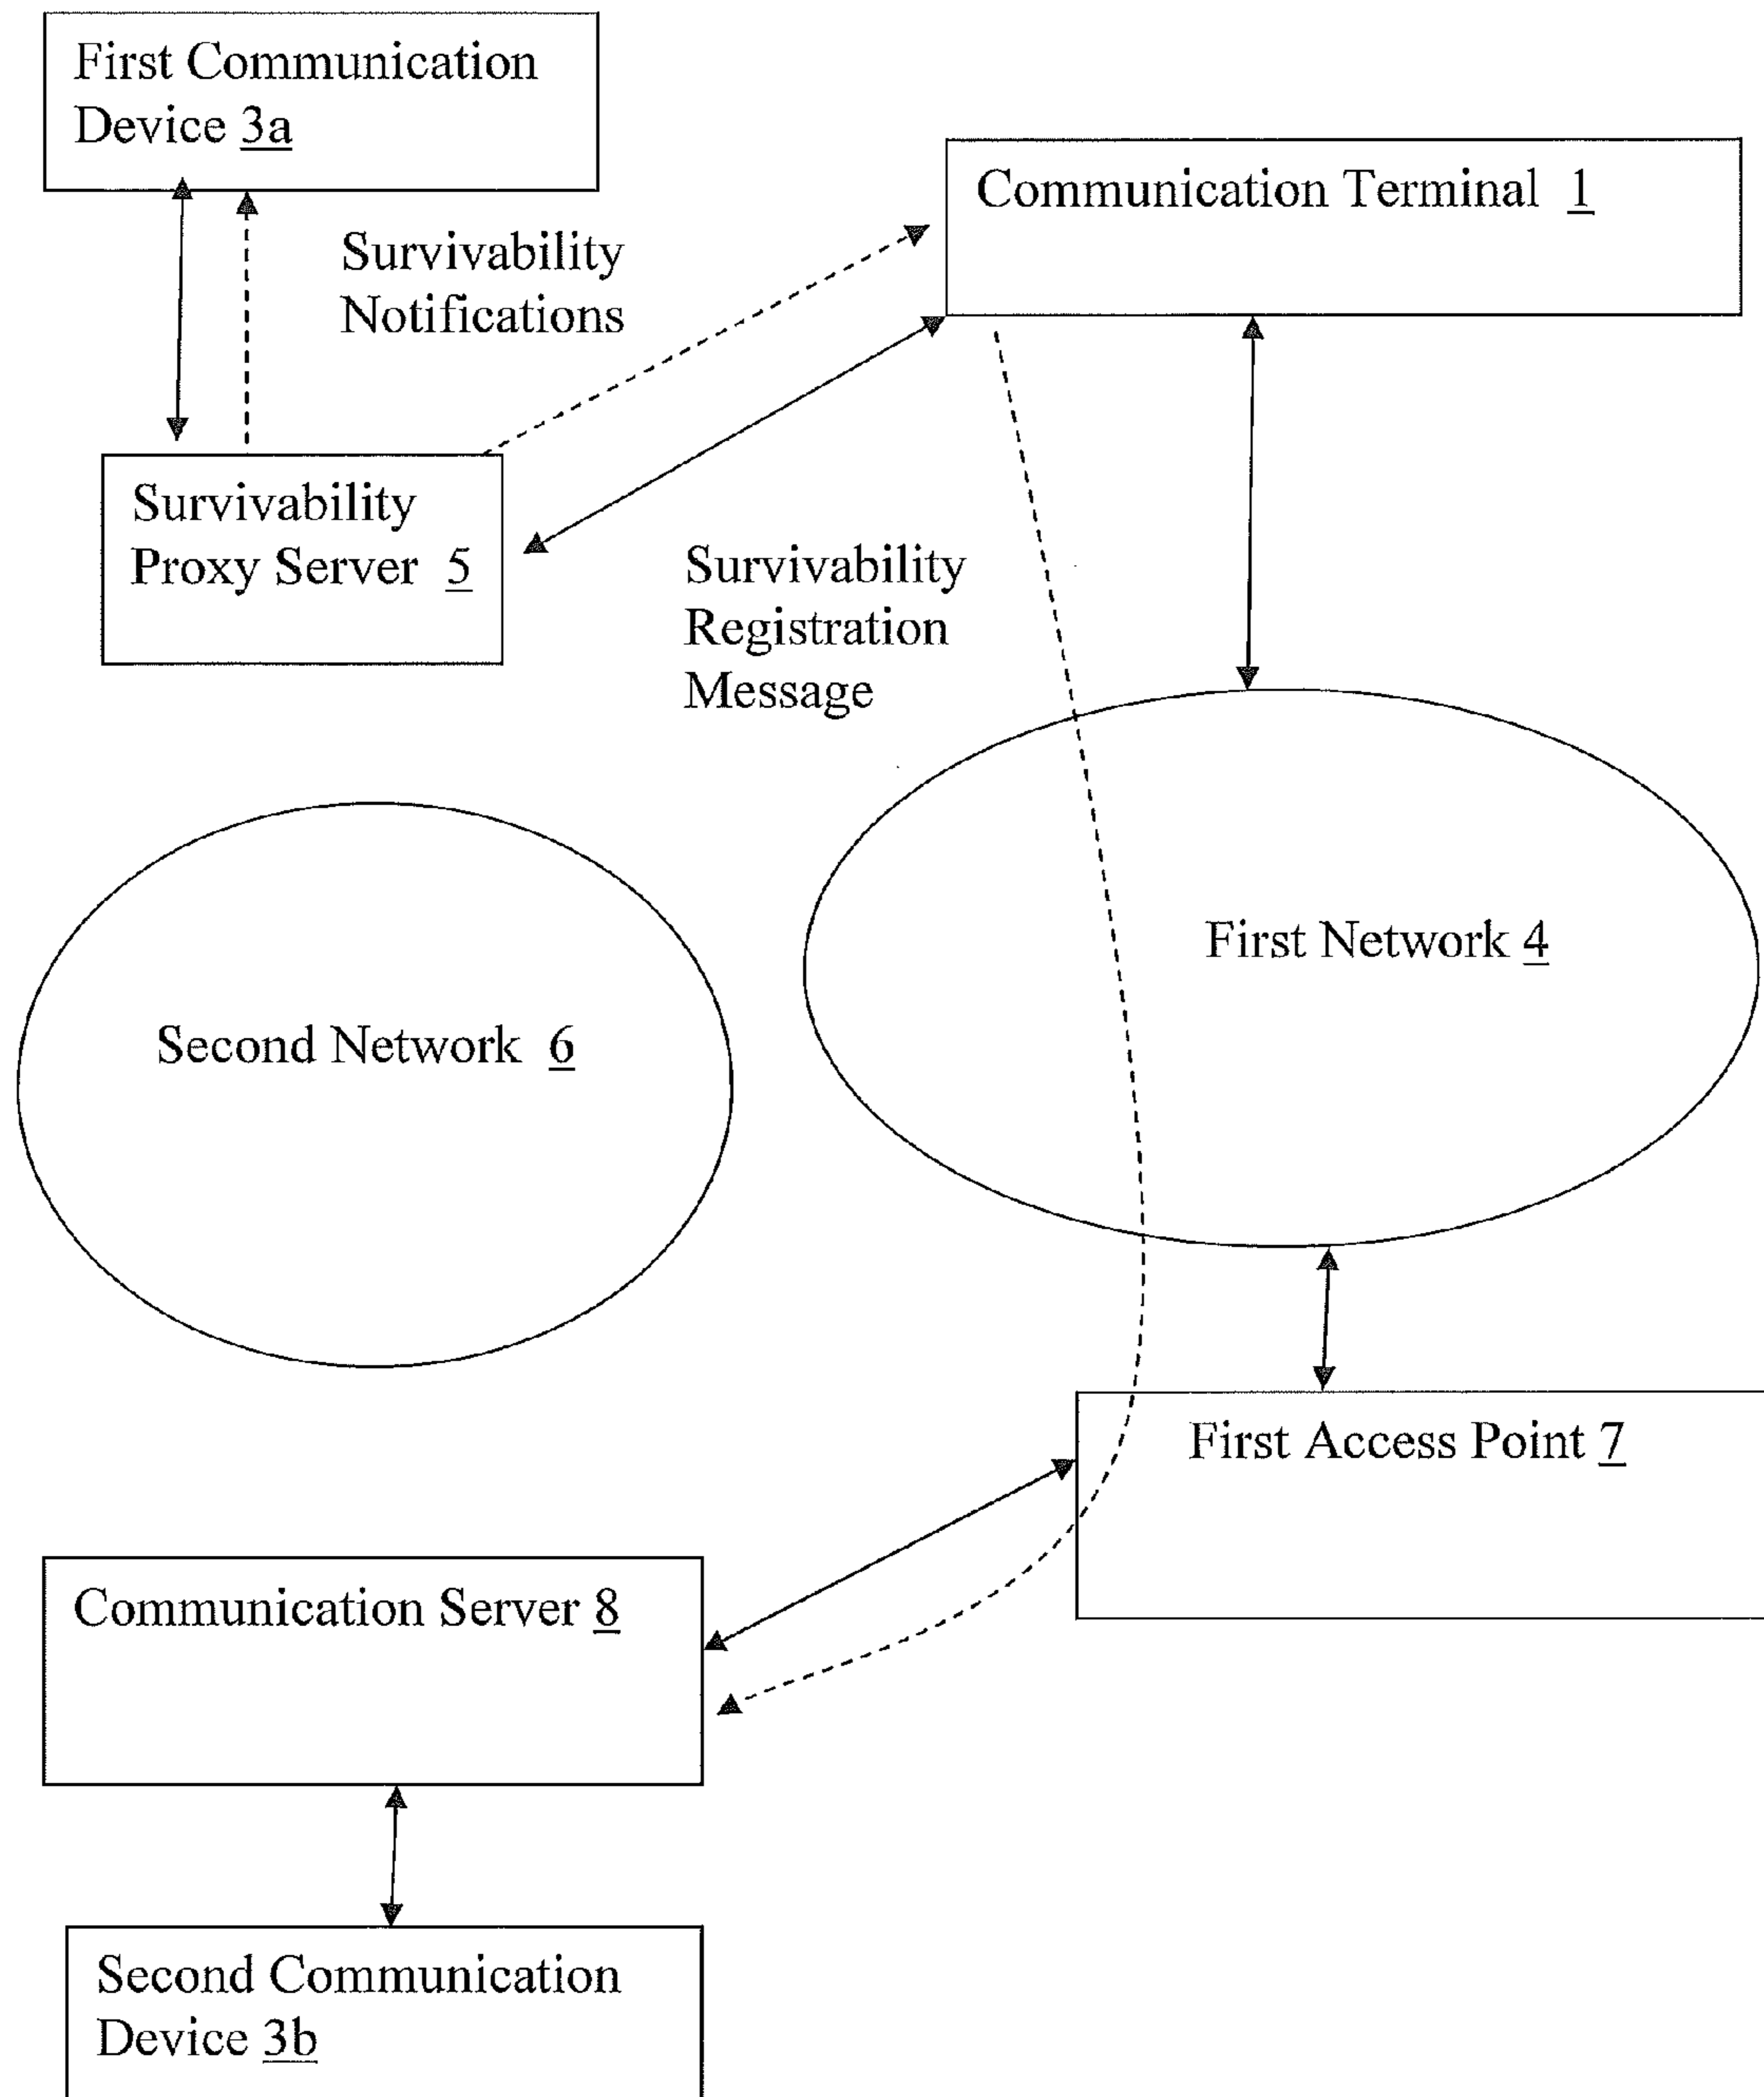 First Communication
Device 3a
Communication Terminal 1
Survivability
Notifications
Survivability
Proxy Server 5
Survivability
Registration
Message
First Network 4
Second Network 6
First Access Point 7
Communication Server 8
Second Communication
Device 3b